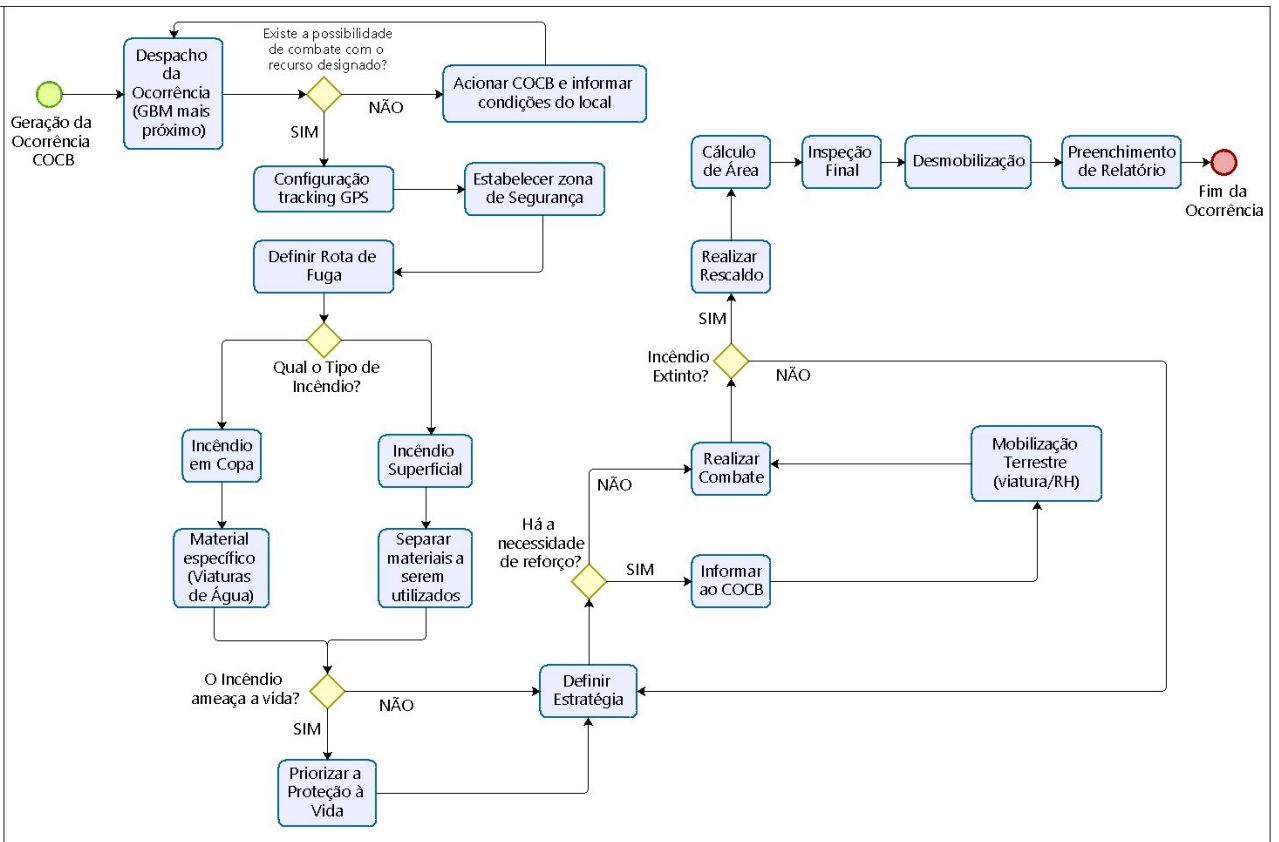 Geração da
Ocorrência
COCB
Despacho
da
Ocorrência
(GBM mais
próximo)
Existe a possibilidade
de combate com o
recurso designado?
NÃO
SIM
Acionar COCB e informar
condições do local
Configuração
tracking GPS
Estabelecer zona
de Segurança
Definir Rota de
Fuga
Qual o Tipo de
Incêndio?
Incêndio
em Copa
Incêndio
Superficial
Material
específico
(Viaturas
de Água)
Separar
materiais a
serem
utilizados
O Incêndio
ameaça a vida?
NÃO
SIM
Priorizar a
Proteção à
Vida
Definir
Estratégia
Há a
necessidade
de reforço?
NÃO
SIM
Informar
ao COCB
Mobilização
Terrestre
(viatura/RH)
Realizar
Combate
Incêndio
Extinto?
NÃO
SIM
Realizar
Rescaldo
Cálculo
de Área
Inspeção
Final
Desmobilização
Preenchimento
de Relatório
Fim da
Ocorrência